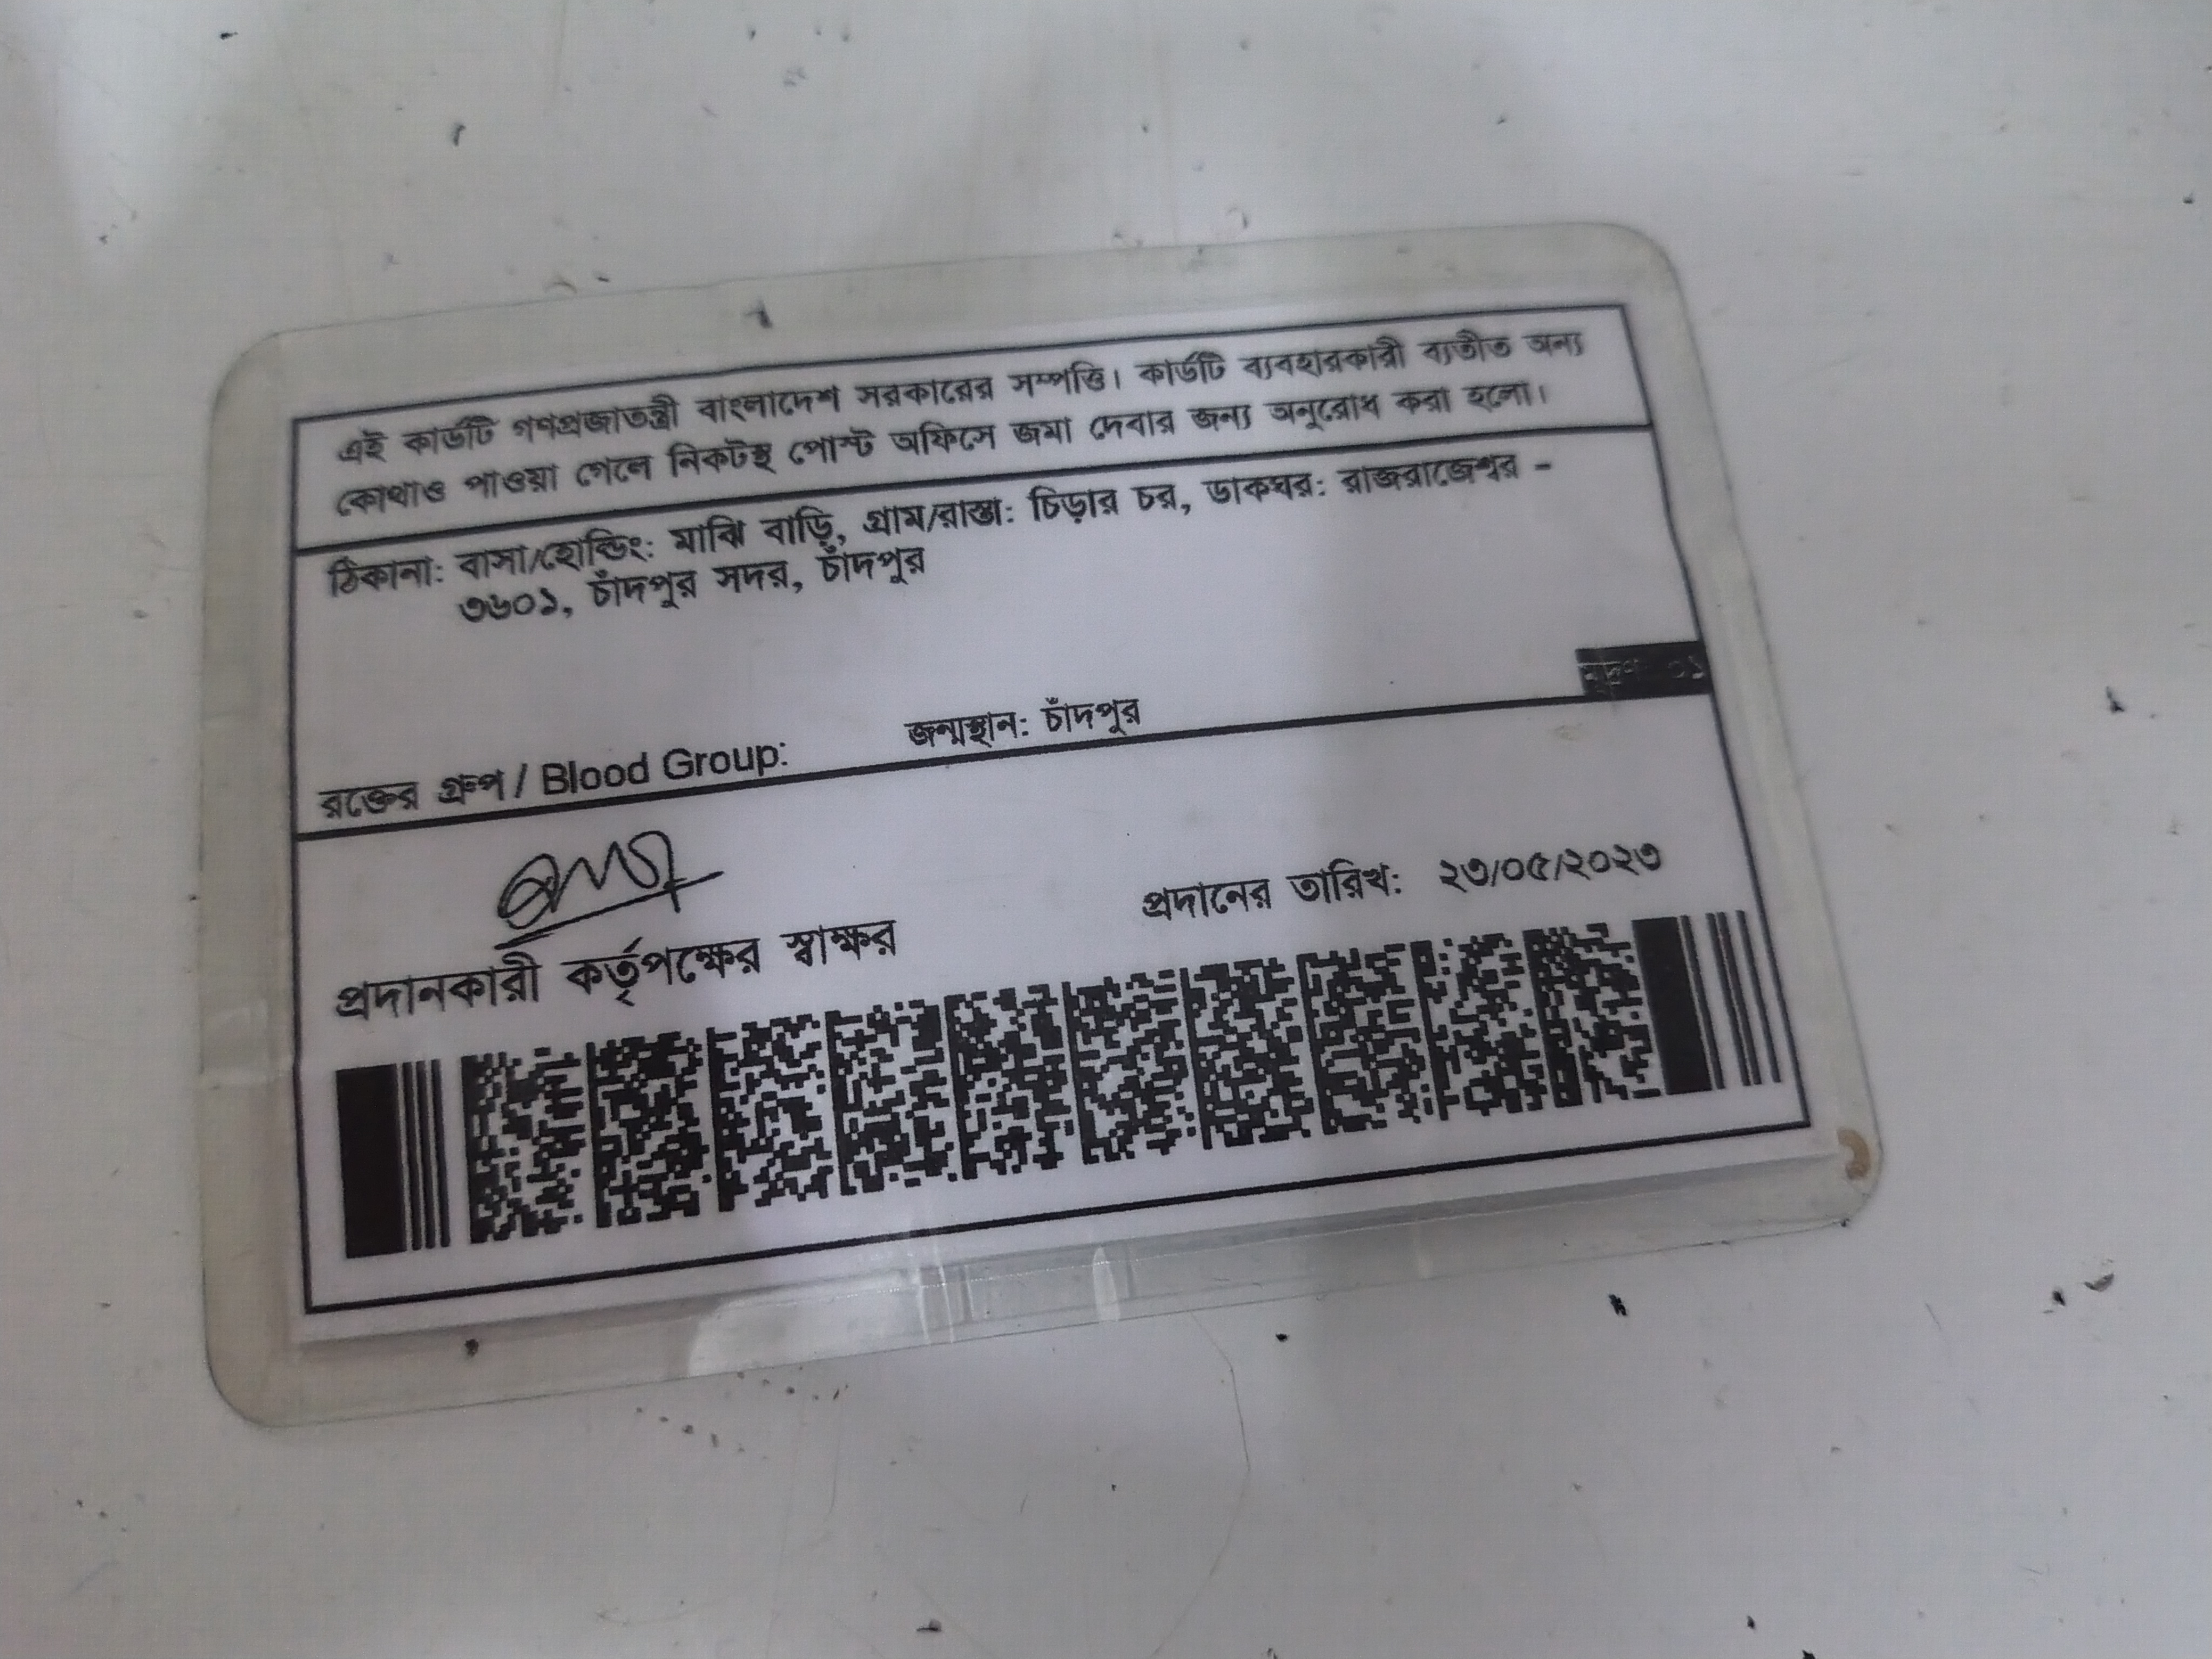 এই কার্ডটি গণপ্রজাতন্ত্রী বাংলাদেশ সরকারের সম্পত্তি। কার্ডটি ব্যবহারকারী ব্যতীত অন্য
কোথাও পাওয়া গেলে নিকটস্থ পোস্ট অফিসে জমা দেবার জন্য অনুরোধ করা হলো।
ঠিকানা: বাসা/হোল্ডিং: মাঝি বাড়ি, গ্রাম/রাস্তা: চিড়ার চর, ডাকঘর: রাজরাজেশ্বর -
৩৬০১, চাঁদপুর সদর, চাঁদপুর
রক্তের গ্রুপ / Blood Group: জন্মস্থান: চাঁদপুর
প্রদানকারী কর্তৃপক্ষের স্বাক্ষর প্রদানের তারিখ: ২৩/০৫/২০২৩